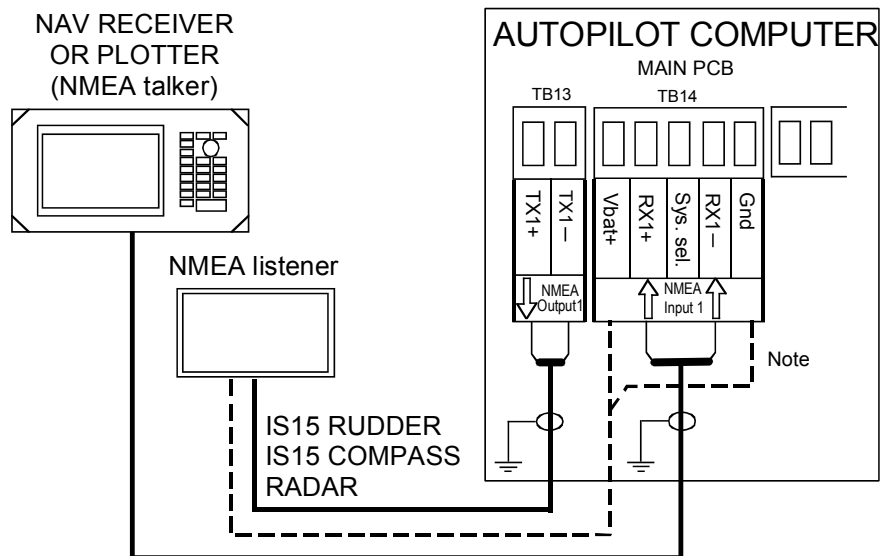 NAV RECEIVER
OR PLOTTER
(NMEA talker)
AUTOPILOT COMPUTER
MAIN PCB
TB13
TB14
TX1+
TX1−
Vbat+
RX1+
Sys. sel.
RX1−
Gnd
NMEA
Output1
NMEA
Input 1
NMEA listener
Note
IS15 RUDDER
IS15 COMPASS
RADAR